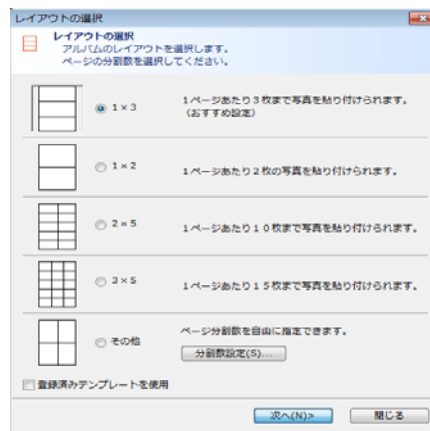 レイアウトの選択
レイアウトの選択
アルバムのレイアウトを選択します。
ページの分割数を選択してください。
1×3
1ページあたり3枚まで写真を貼り付けられます。
(おすすめ設定)
1×2
1ページあたり2枚の写真を貼り付けられます。
2×5
1ページあたり10枚まで写真を貼り付けられます。
3×5
1ページあたり15枚まで写真を貼り付けられます。
その他
ページ分割数を自由に指定できます。
分割数設定(S)...
登録済みテンプレートを使用
次へ(N)>
閉じる